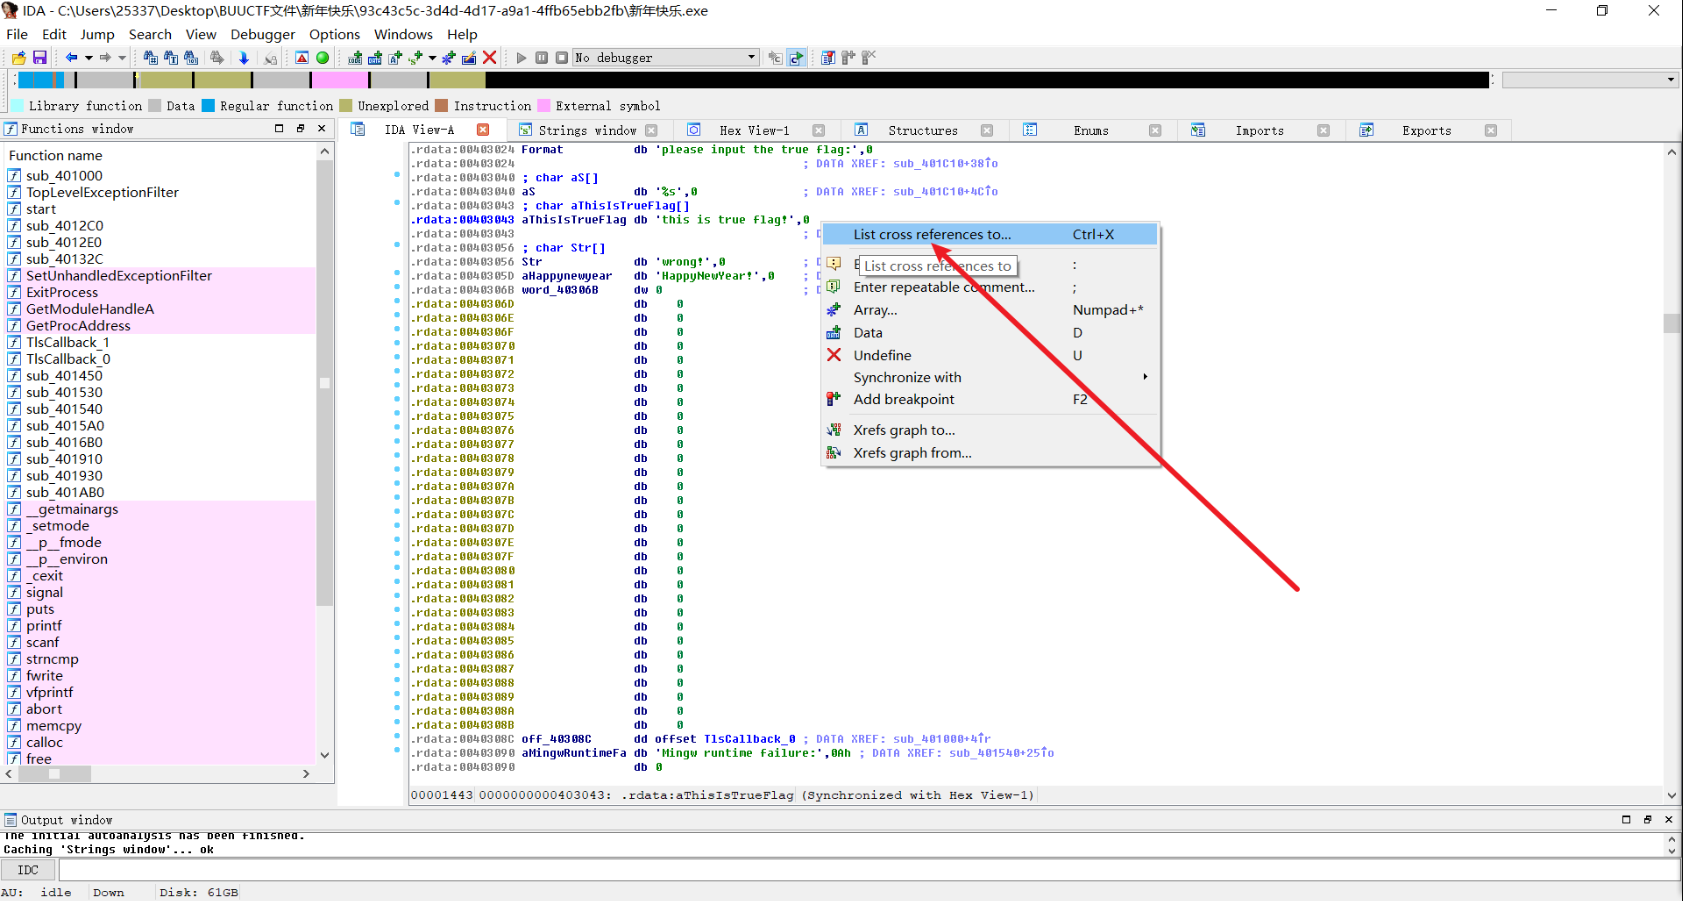 IDA - C:\Users\25337\Desktop\BUUCTF文件\新年快乐\93c43c5c-3d4d-4d17-a9a1-4ffb65ebb2fb\新年快乐.exe
File Edit Jump Search View Debugger Options Windows Help
No debugger
Library function Data Regular function Unexplored Instruction External symbol
Functions window
IDA View-A Strings window Hex View-1 Structures Enums Imports Exports
Function name
sub_401000
TopLevelExceptionFilter
start
sub_4012C0
sub_4012E0
sub_40132C
SetUnhandledExceptionFilter
ExitProcess
GetModuleHandleA
GetProcAddress
TlsCallback_1
TlsCallback_0
sub_401450
sub_401530
sub_401540
sub_4015A0
sub_4016B0
sub_401910
sub_401930
sub_401AB0
__getmainargs
_setmode
__p__fmode
__p__environ
_cexit
signal
puts
printf
scanf
strncmp
fwrite
vfprintf
abort
memcpy
calloc
free
.rdata:00403024 Format db 'please input the true flag:',0
.rdata:00403024 ; DATA XREF: sub_401C10+38↑o
.rdata:00403040 ; char aS[]
.rdata:00403040 aS db '%s',0 ; DATA XREF: sub_401C10+4C↑o
.rdata:00403043 ; char aThisIsTrueFlag[]
.rdata:00403043 aThisIsTrueFlag db 'this is true flag!',0
.rdata:00403043 ; D
.rdata:00403056 ; char Str[]
.rdata:00403056 Str db 'wrong!',0 ; D
.rdata:0040305D aHappynewyear db 'HappyNewYear!',0 ; D
.rdata:0040306B word_40306B dw 0 ; D
.rdata:0040306D db 0
.rdata:0040306E db 0
.rdata:0040306F db 0
.rdata:00403070 db 0
.rdata:00403071 db 0
.rdata:00403072 db 0
.rdata:00403073 db 0
.rdata:00403074 db 0
.rdata:00403075 db 0
.rdata:00403076 db 0
.rdata:00403077 db 0
.rdata:00403078 db 0
.rdata:00403079 db 0
.rdata:0040307A db 0
.rdata:0040307B db 0
.rdata:0040307C db 0
.rdata:0040307D db 0
.rdata:0040307E db 0
.rdata:0040307F db 0
.rdata:00403080 db 0
.rdata:00403081 db 0
.rdata:00403082 db 0
.rdata:00403083 db 0
.rdata:00403084 db 0
.rdata:00403085 db 0
.rdata:00403086 db 0
.rdata:00403087 db 0
.rdata:00403088 db 0
.rdata:00403089 db 0
.rdata:0040308A db 0
.rdata:0040308B db 0
.rdata:0040308C off_40308C dd offset TlsCallback_0 ; DATA XREF: sub_401000+4↑r
.rdata:00403090 aMingwRuntimeFa db 'Mingw runtime failure:',0Ah ; DATA XREF: sub_401540+25↑o
.rdata:00403090 db 0
List cross references to... Ctrl+X
E :
List cross references to
Enter repeatable comment... ;
Array... Numpad+*
Data D
Undefine U
Synchronize with
Add breakpoint F2
Xrefs graph to...
Xrefs graph from...
00001443 0000000000403043: .rdata:aThisIsTrueFlag (Synchronized with Hex View-1)
Output window
The initial autoanalysis has been finished.
Caching 'Strings window'... ok
IDC
AU: idle Down Disk: 61GB